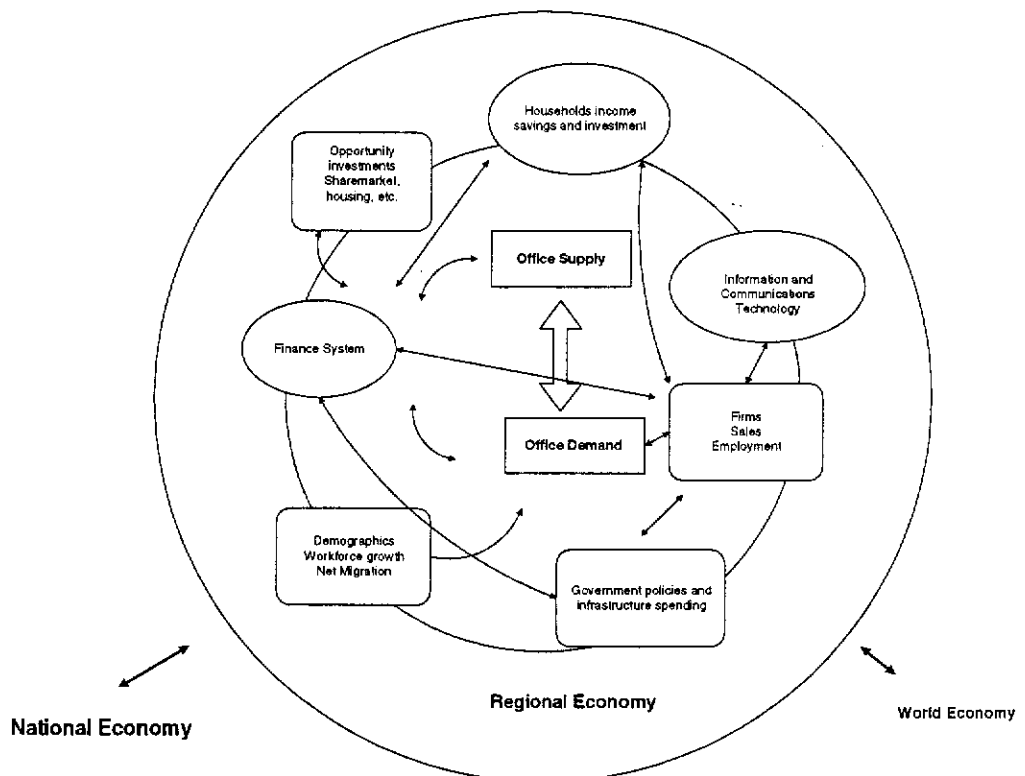 Households income
savings and investment
Opportunity
investments
Sharemarket,
housing, etc.
Office Supply
Information and
Communications
Technology
Finance System
Firms
Sales
Employment
Office Demand
Demographics
Workforce growth
Net Migration
Government policies and
infrastructure spending
Regional Economy
National Economy
World Economy